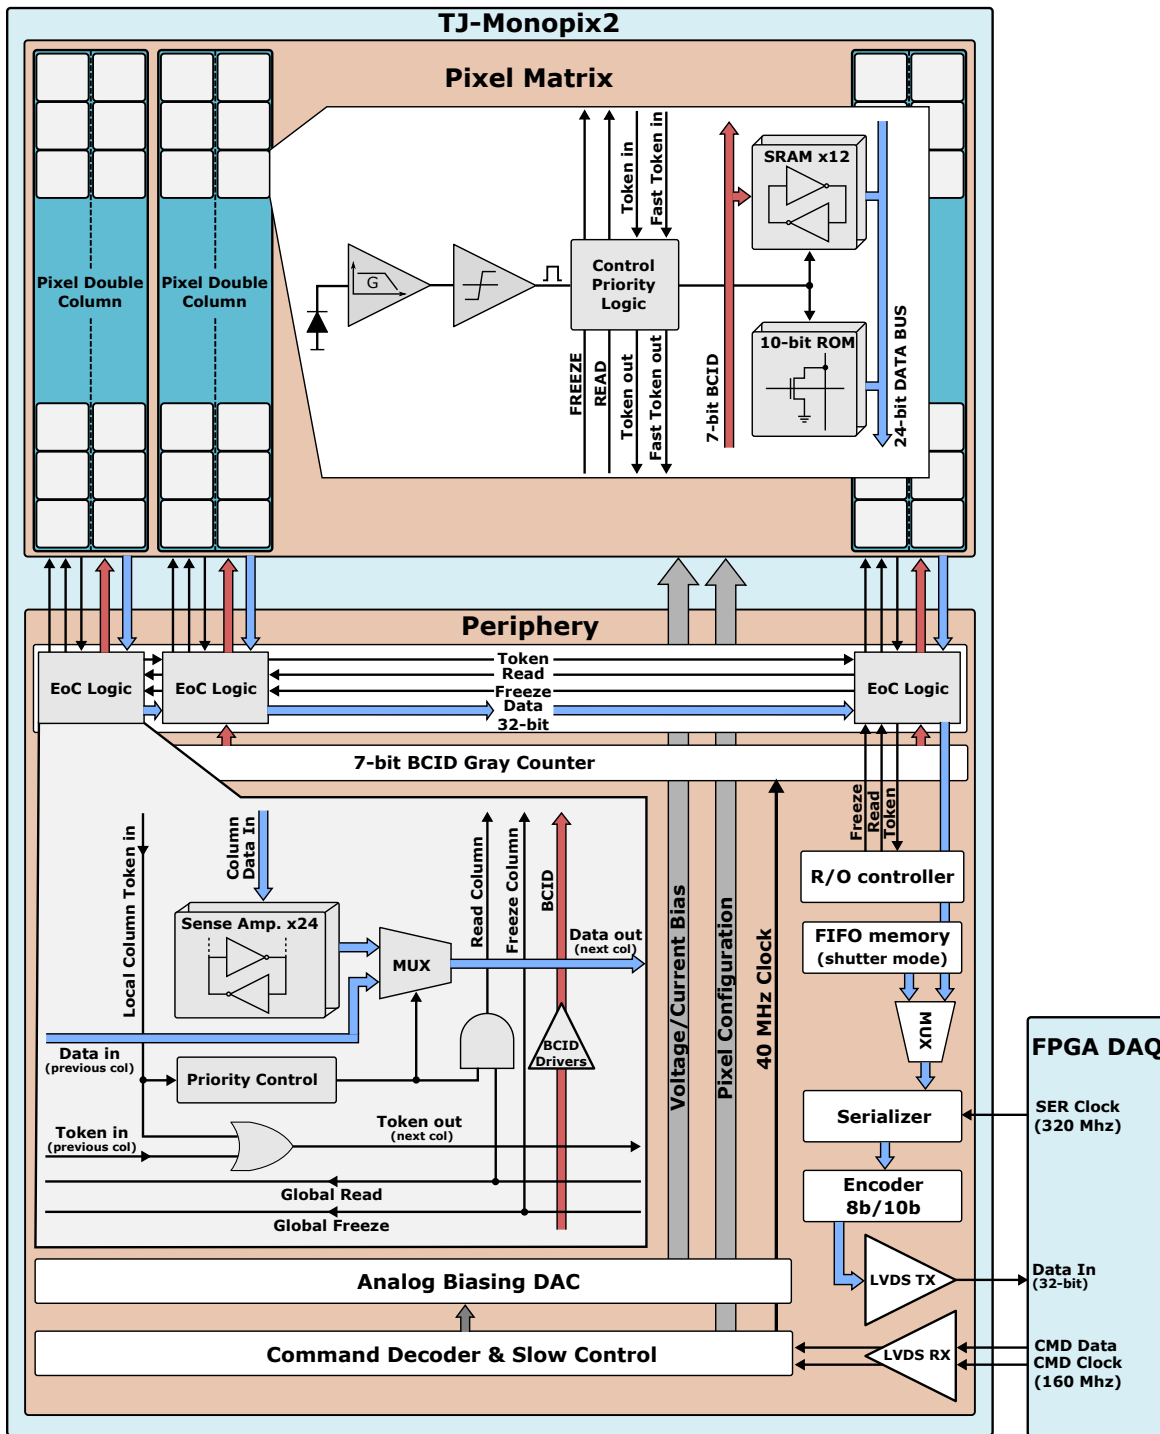 TJ-Monopix2
Pixel Matrix
Pixel Double
Column
Pixel Double
Column
G
Token in
Fast Token in
Control
Priority
Logic
FREEZE
READ
Token out
Fast Token out
7-bit BCID
SRAM x12
10-bit ROM
24-bit DATA BUS
Periphery
EoC Logic
EoC Logic
Token
Read
Freeze
Data
32-bit
EoC Logic
7-bit BCID Gray Counter
Local Column Token in
Column
Data In
Sense Amp. x24
MUX
Read Column
Freeze Column
BCID
Data out
(next col)
Data in
(previous col)
Priority Control
BCID
Drivers
Token in
(previous col)
Token out
(next col)
Global Read
Global Freeze
Voltage/Current Bias
Pixel Configuration
40 MHz Clock
Freeze
Read
Token
R/O controller
FIFO memory
(shutter mode)
MUX
Serializer
Encoder
8b/10b
LVDS TX
LVDS RX
Analog Biasing DAC
Command Decoder & Slow Control
FPGA DAQ
SER Clock
(320 Mhz)
Data In
(32-bit)
CMD Data
CMD Clock
(160 Mhz)